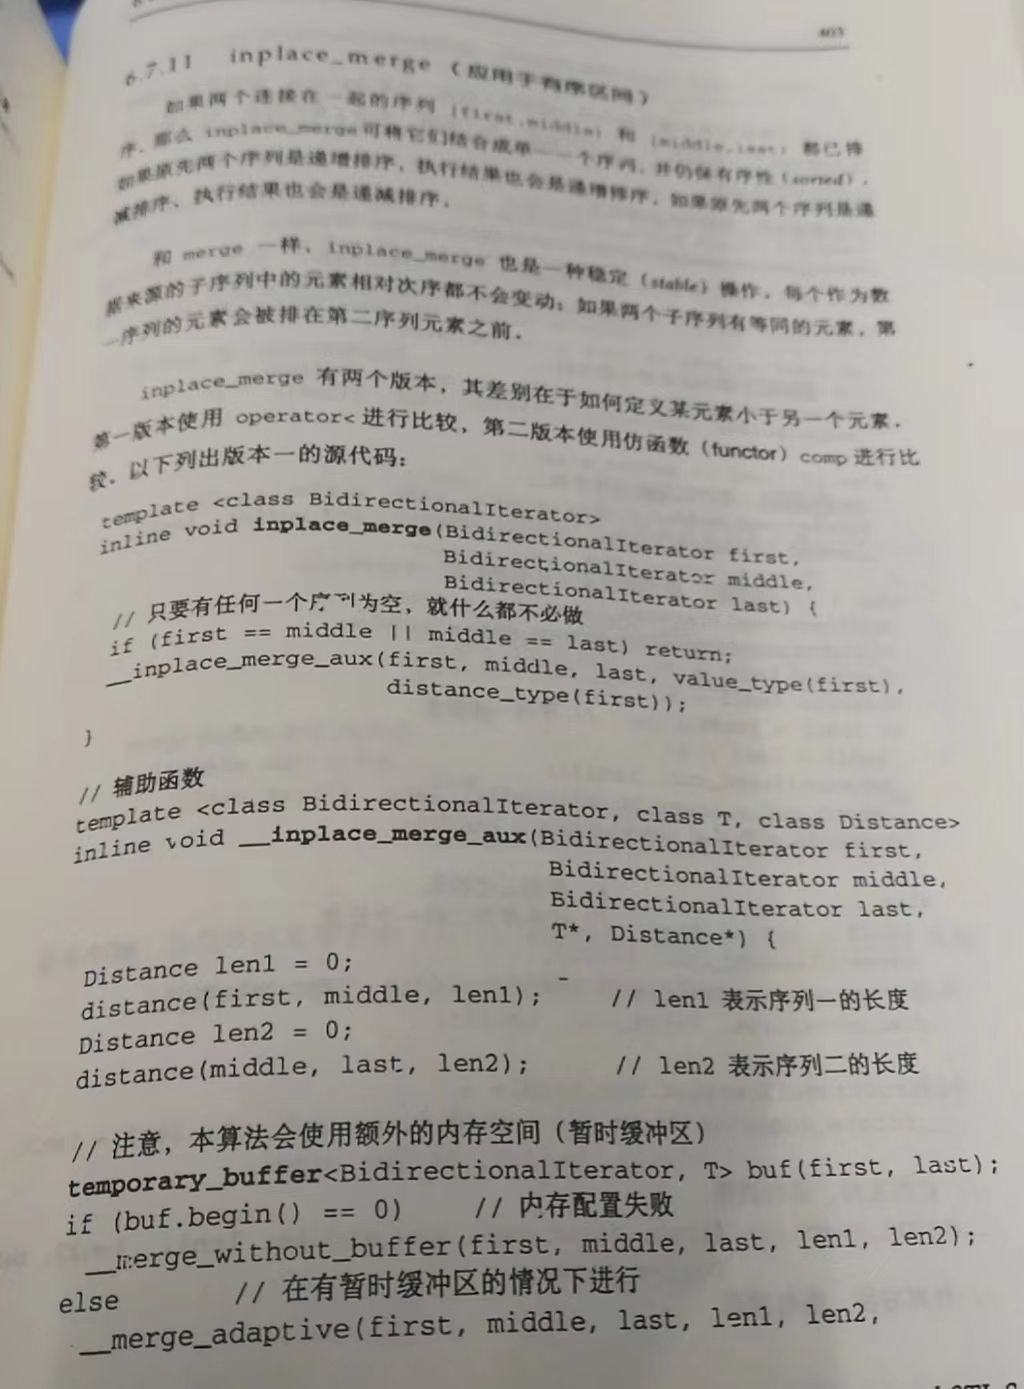 403
6.7.11 inplace_merge（应用于有序区间）
如果两个连接在一起的序列 [first,middle) 和 [middle,last) 都已排
序，那么 inplace_merge可将它们结合成单一一个序列，并仍保有序性（sorted）。
如果原先两个序列是递增排序，执行结果也会是递增排序，如果原先两个序列是递
减排序，执行结果也会是递减排序。
和 merge 一样，inplace_merge 也是一种稳定（stable）操作。每个作为数
据来源的子序列中的元素相对次序都不会变动；如果两个子序列有等同的元素，第
一序列的元素会被排在第二序列元素之前。
inplace_merge 有两个版本，其差别在于如何定义某元素小于另一个元素。
第一版本使用 operator< 进行比较，第二版本使用仿函数（functor）comp 进行比
较。以下列出版本一的源代码：
template <class BidirectionalIterator>
inline void inplace_merge(BidirectionalIterator first,
BidirectionalIterator middle,
BidirectionalIterator last) {
// 只要有任何一个序列为空，就什么都不必做
if (first == middle || middle == last) return;
__inplace_merge_aux(first, middle, last, value_type(first),
distance_type(first));
}
// 辅助函数
template <class BidirectionalIterator, class T, class Distance>
inline void __inplace_merge_aux(BidirectionalIterator first,
BidirectionalIterator middle,
BidirectionalIterator last,
T*, Distance*) {
Distance len1 = 0;
distance(first, middle, len1); // len1 表示序列一的长度
Distance len2 = 0;
distance(middle, last, len2); // len2 表示序列二的长度
// 注意，本算法会使用额外的内存空间（暂时缓冲区）
temporary_buffer<BidirectionalIterator, T> buf(first, last);
if (buf.begin() == 0) // 内存配置失败
__merge_without_buffer(first, middle, last, len1, len2);
else // 在有暂时缓冲区的情况下进行
__merge_adaptive(first, middle, last, len1, len2,